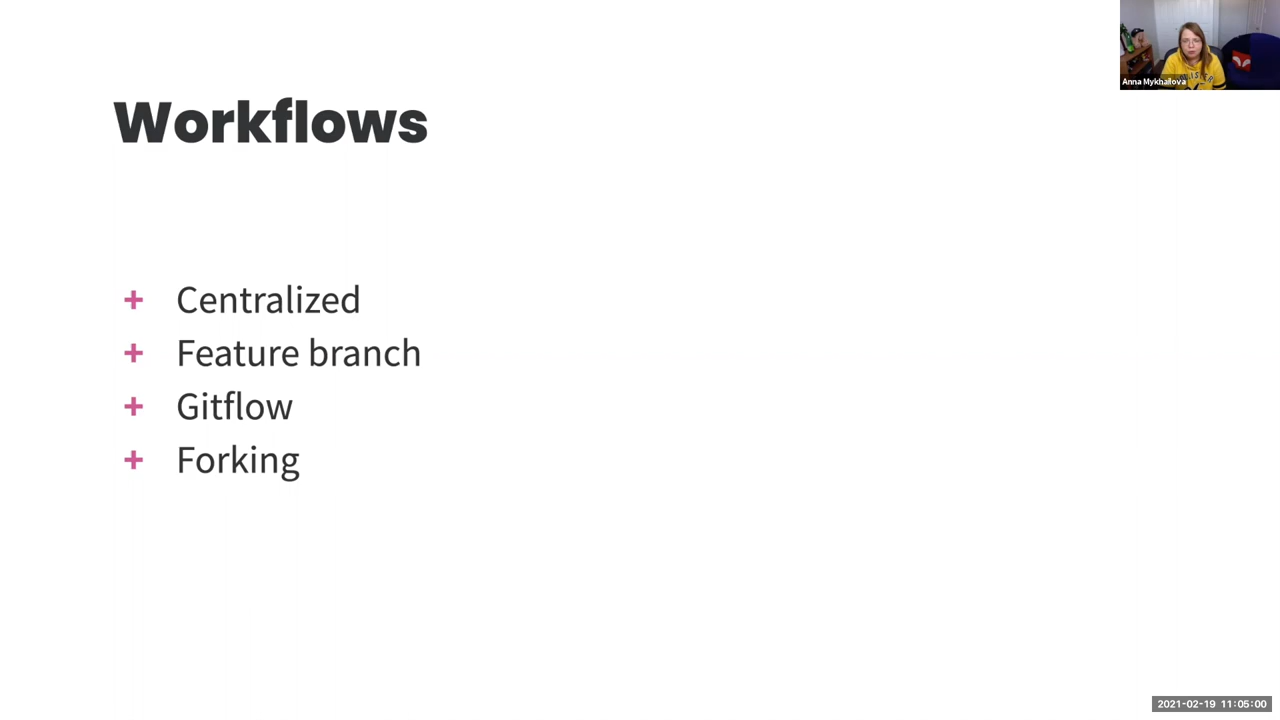 Workflows
+ Centralized
+ Feature branch
+ Gitflow
+ Forking
Anna Mykhailova
2021-02-19 11:05:00